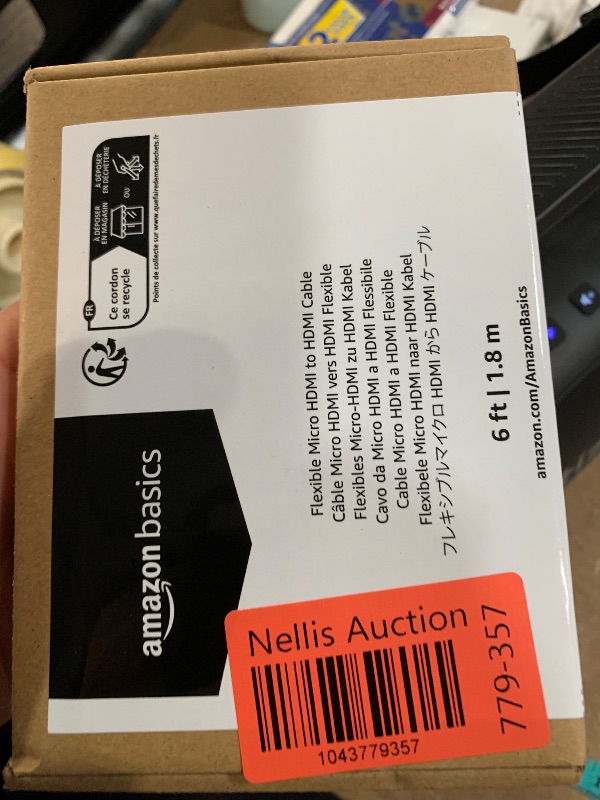 amazon basics
FR
Ce cordon
se recycle
À DÉPOSER
EN MAGASIN
OU
À DÉPOSER
EN DÉCHÈTERIE
Points de collecte sur www.quefairedemesdechets.fr
Flexible Micro HDMI to HDMI Cable
Câble Micro HDMI vers HDMI Flexible
Flexibles Micro-HDMI zu HDMI Kabel
Cavo da Micro HDMI a HDMI Flessibile
Cable Micro HDMI a HDMI Flexible
Flexibele Micro HDMI naar HDMI Kabel
フレキシブルマイクロ HDMI から HDMI ケーブル
6 ft | 1.8 m
amazon.com/AmazonBasics
Nellis Auction
1043779357
779-357